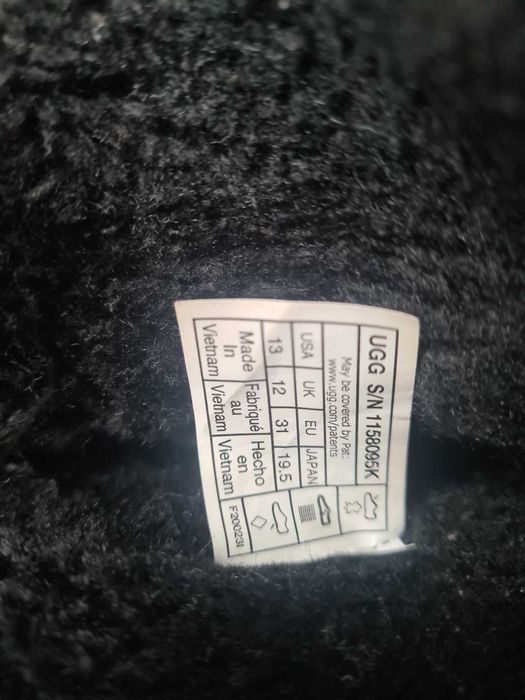 UGG S/N 1158095K
May be covered by Pat:
www.ugg.com/patents
USA UK EU JAPAN
13 12 31 19.5
Made In Vietnam
Fabriqué au Vietnam
Hecho en Vietnam
F20023I